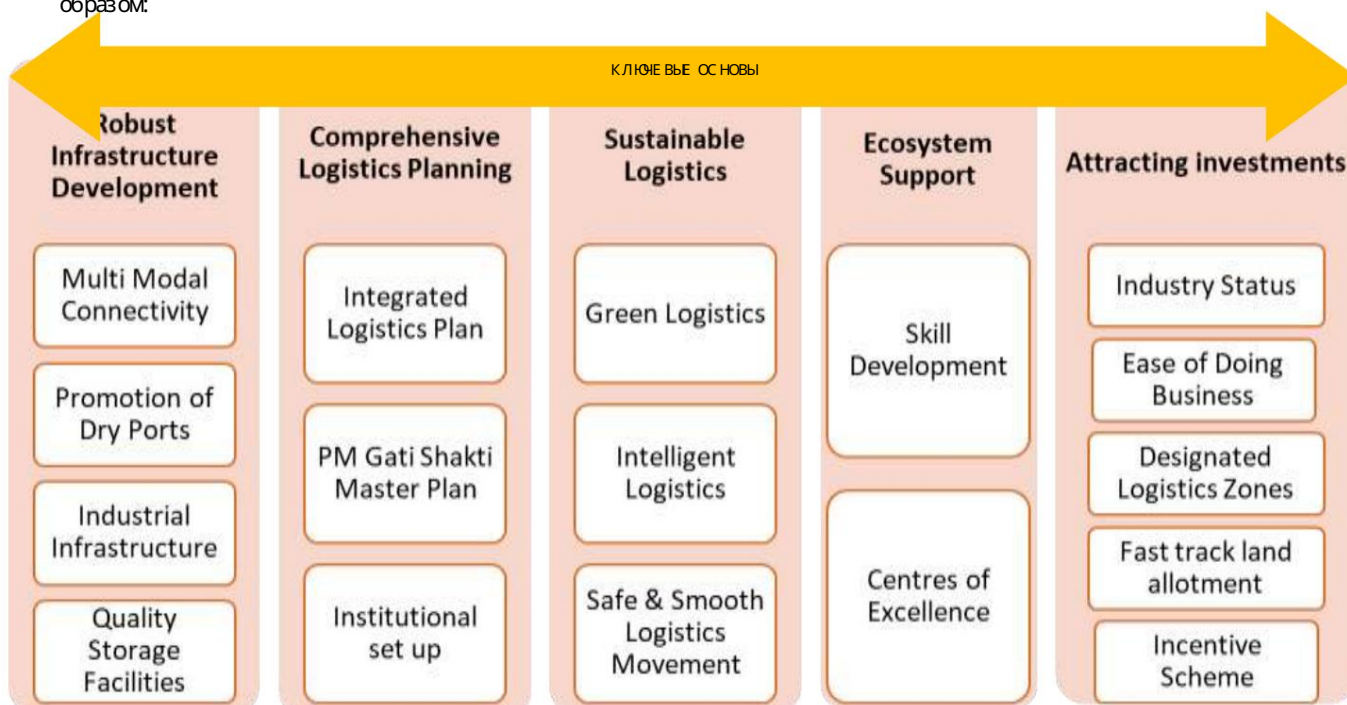 образом:
КЛЮЧЕВЫЕ ОСНОВЫ
Robust
Infrastructure
Development
Multi Modal
Connectivity
Promotion of
Dry Ports
Industrial
Infrastructure
Quality
Storage
Facilities
Comprehensive
Logistics Planning
Integrated
Logistics Plan
PM Gati Shakti
Master Plan
Institutional
set up
Sustainable
Logistics
Green Logistics
Intelligent
Logistics
Safe & Smooth
Logistics
Movement
Ecosystem
Support
Skill
Development
Centres of
Excellence
Attracting investments
Industry Status
Ease of Doing
Business
Designated
Logistics Zones
Fast track land
allotment
Incentive
Scheme